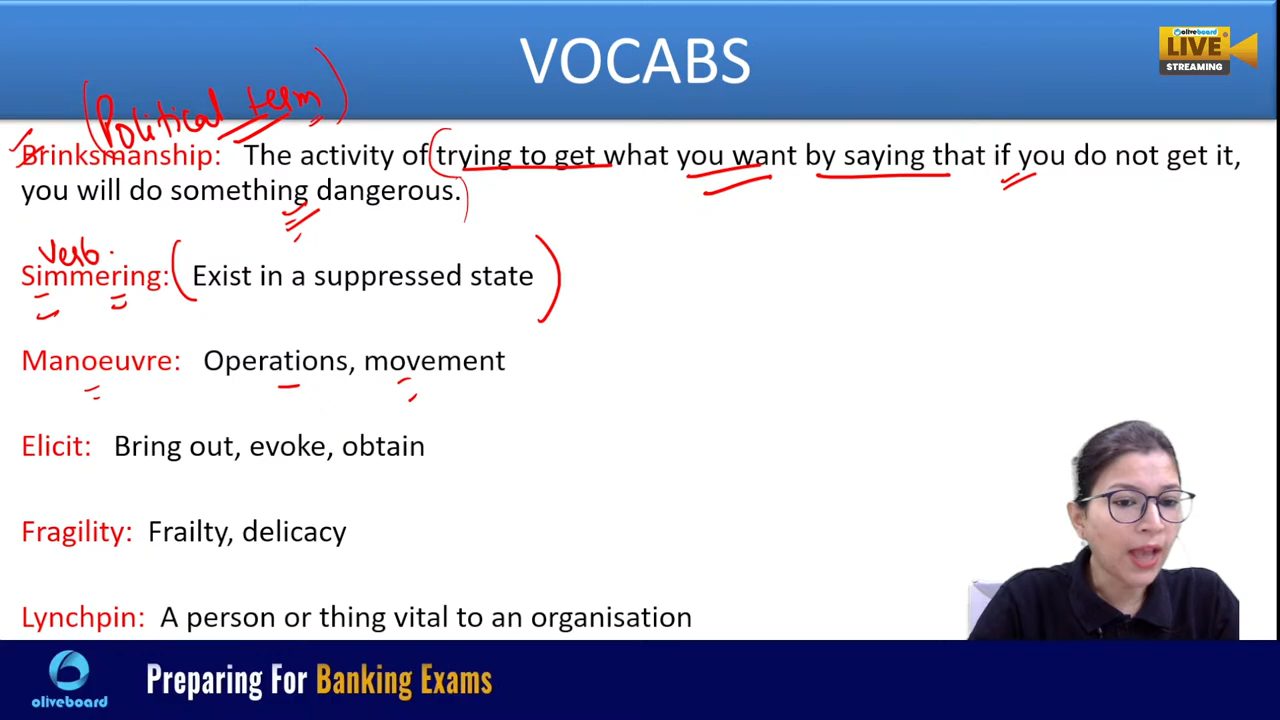 VOCABS
oliveboard
LIVE
STREAMING
(Political term)
Brinksmanship: The activity of trying to get what you want by saying that if you do not get it,
you will do something dangerous.
Verb.
Simmering: Exist in a suppressed state
Manoeuvre: Operations, movement
Elicit: Bring out, evoke, obtain
Fragility: Frailty, delicacy
Lynchpin: A person or thing vital to an organisation
oliveboard
Preparing For Banking Exams